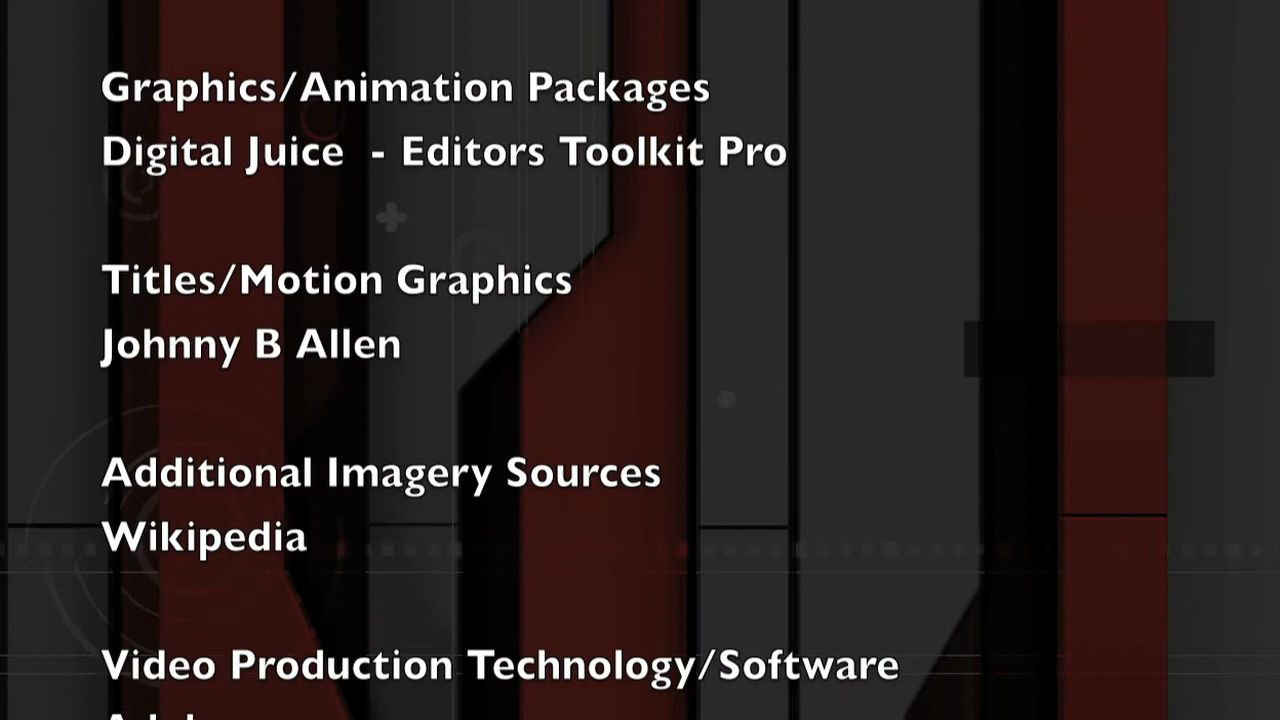 Graphics/Animation Packages
Digital Juice - Editors Toolkit Pro
Titles/Motion Graphics
Johnny B Allen
Additional Imagery Sources
Wikipedia
Video Production Technology/Software